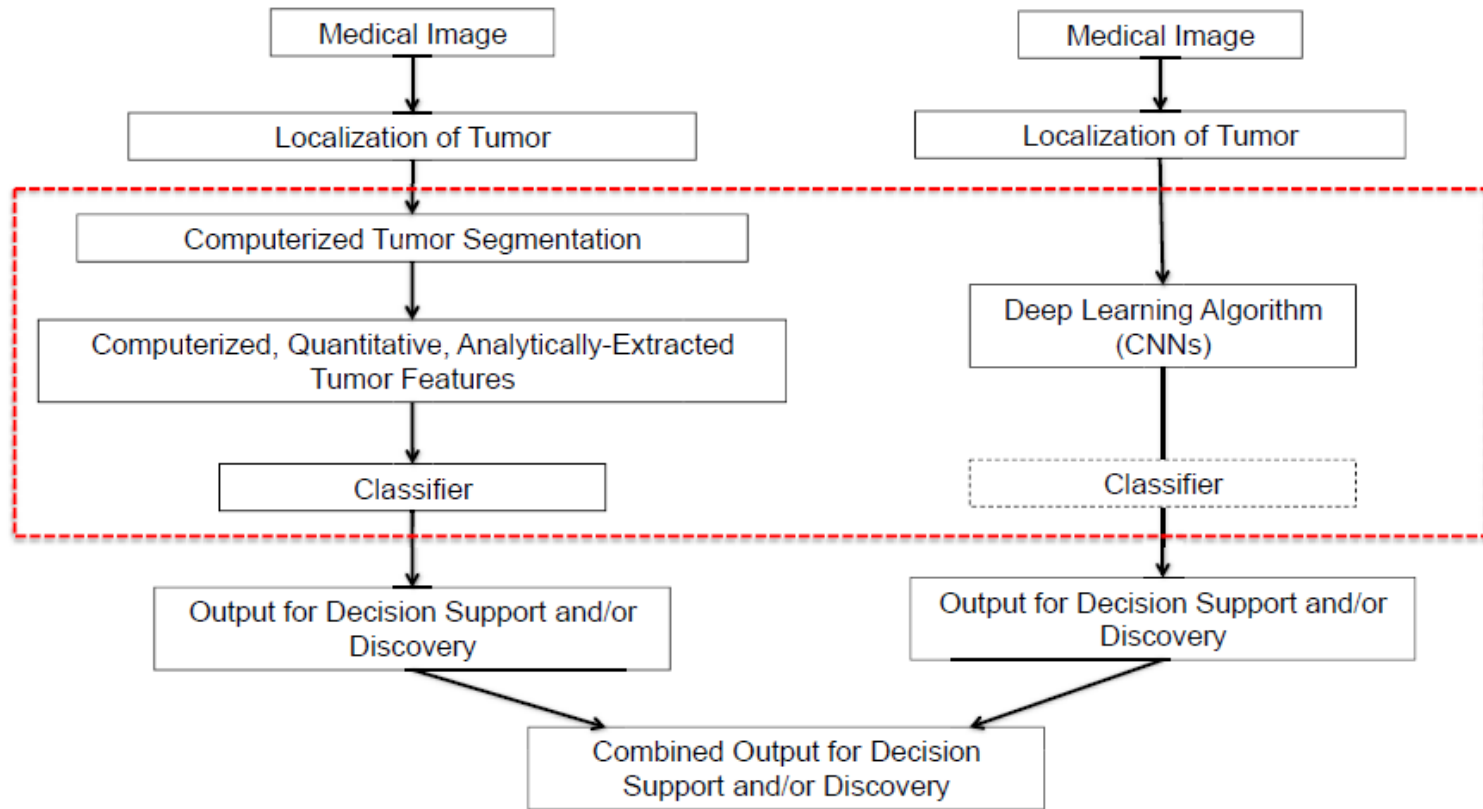 Medical Image
Localization of Tumor
Computerized Tumor Segmentation
Computerized, Quantitative, Analytically-Extracted
Tumor Features
Classifier
Output for Decision Support and/or
Discovery
Medical Image
Localization of Tumor
Deep Learning Algorithm
(CNNs)
Classifier
Output for Decision Support and/or
Discovery
Combined Output for Decision
Support and/or Discovery